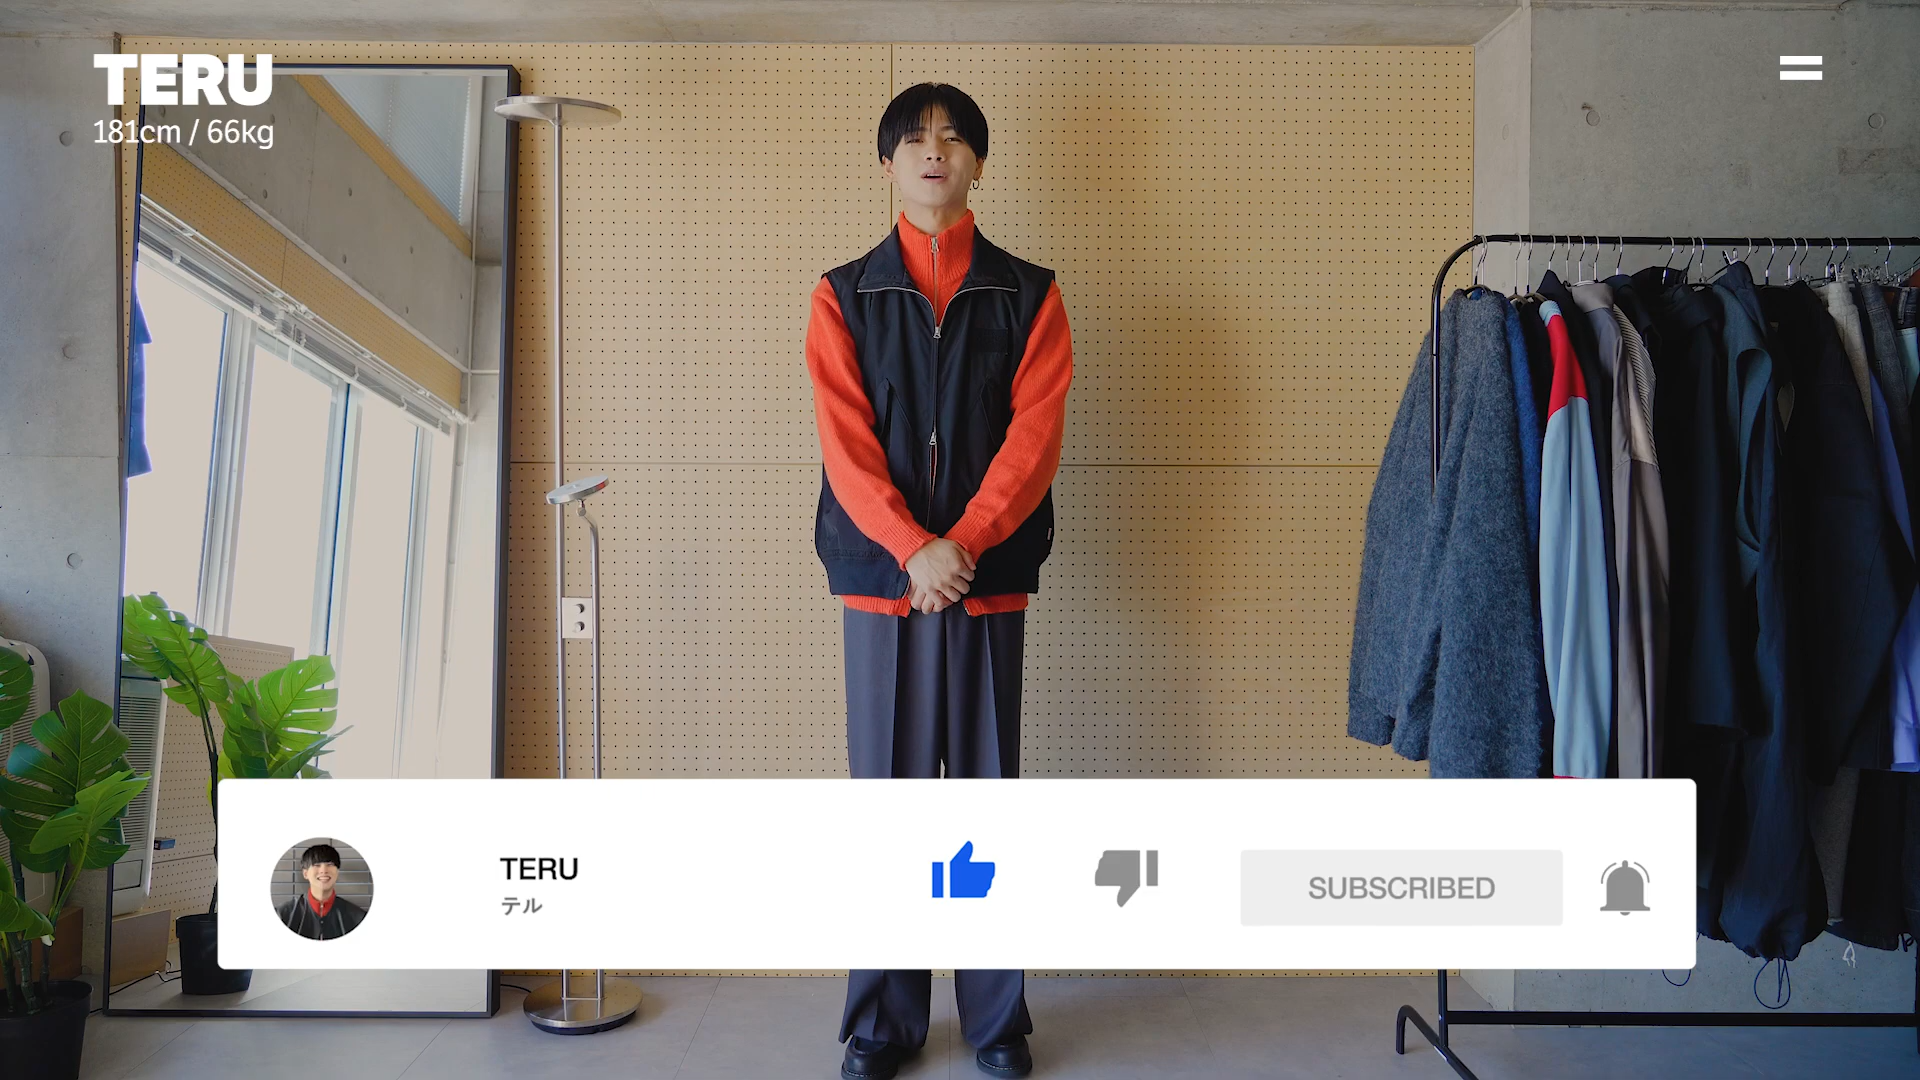 TERU
181cm / 66kg
TERU
テル
SUBSCRIBED